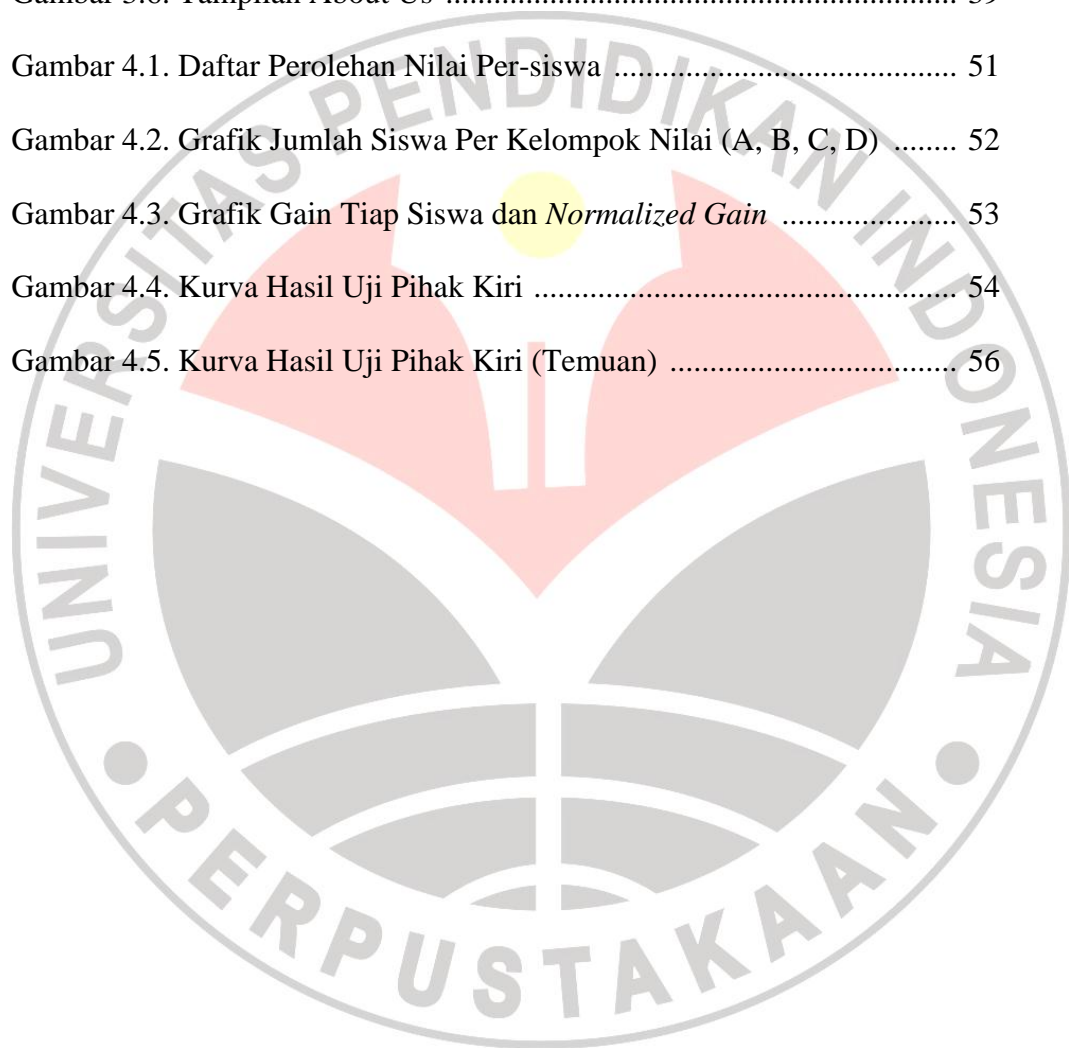 Gambar 4.1. Daftar Perolehan Nilai Per-siswa ...................................... 51
Gambar 4.2. Grafik Jumlah Siswa Per Kelompok Nilai (A, B, C, D) ........ 52
Gambar 4.3. Grafik Gain Tiap Siswa dan Normalized Gain ..................... 53
Gambar 4.4. Kurva Hasil Uji Pihak Kiri ............................................... 54
Gambar 4.5. Kurva Hasil Uji Pihak Kiri (Temuan) ................................ 56
UNIVERSITAS PENDIDIKAN INDONESIA
PERPUSTAKAAN